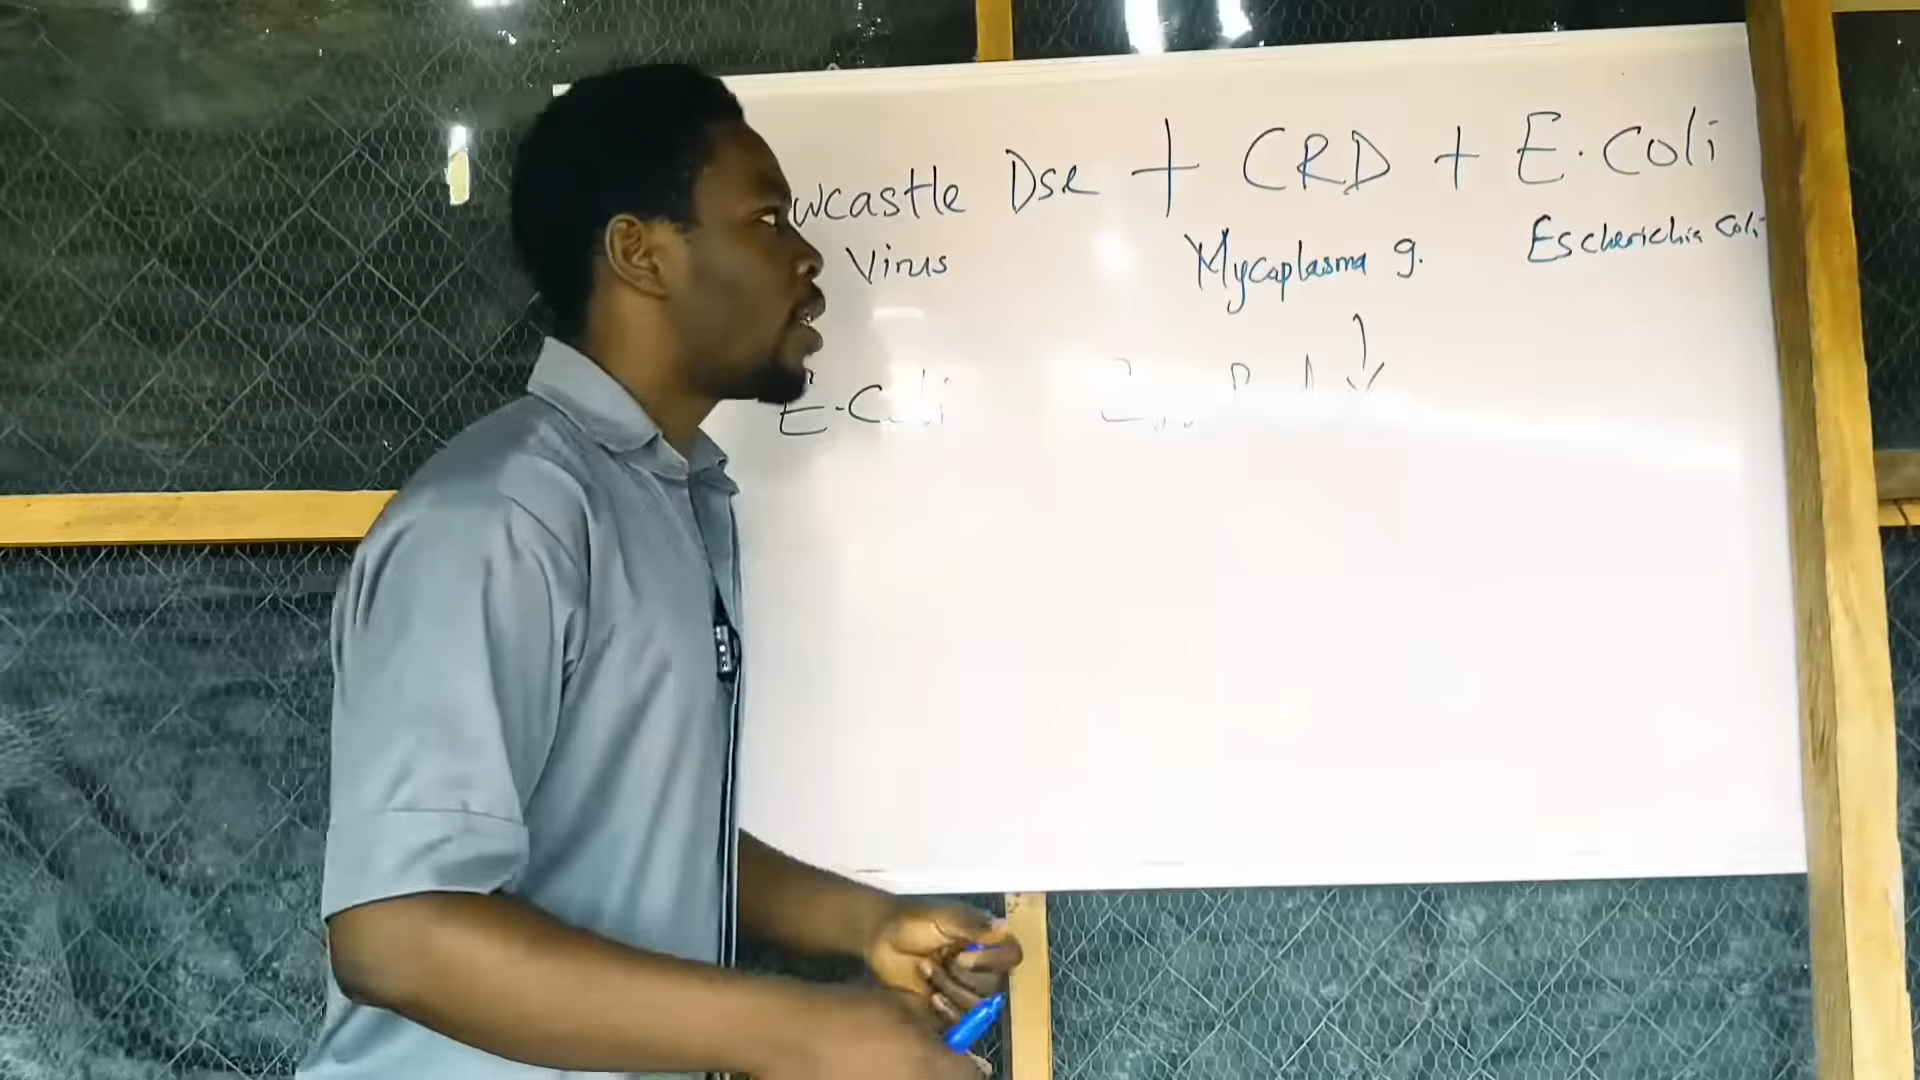 wcastle Dse + CRD + E. Coli
Virus Mycoplasma g. Escherichia Coli
E-Coli